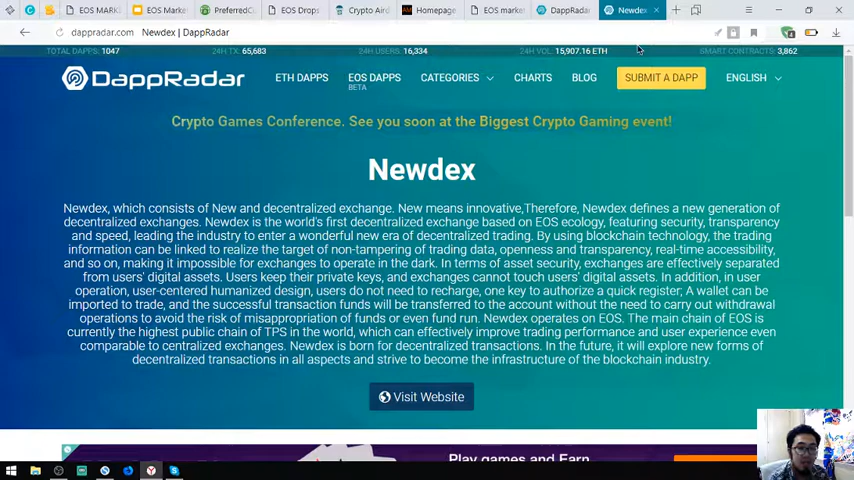 EOS MARK
EOS Marke
PreferredCu
EOS Drops
Crypto Aird
Homepage
EOS market
DappRadar
Newdex
dappradar.com Newdex | DappRadar
TOTAL DAPPS: 1047 24H TX: 65,683 24H USERS: 16,334 24H VOL: 15,907.16 ETH SMART CONTRACTS: 3,862
DappRadar ETH DAPPS EOS DAPPS CATEGORIES CHARTS BLOG SUBMIT A DAPP ENGLISH
BETA
Crypto Games Conference. See you soon at the Biggest Crypto Gaming event!
Newdex
Newdex, which consists of New and decentralized exchange. New means innovative,Therefore, Newdex defines a new generation of
decentralized exchanges. Newdex is the world's first decentralized exchange based on EOS ecology, featuring security, transparency
and speed, leading the industry to enter a wonderful new era of decentralized trading. By using blockchain technology, the trading
information can be linked to realize the target of non-tampering of trading data, openness and transparency, real-time accessibility,
and so on, making it impossible for exchanges to operate in the dark. In terms of asset security, exchanges are effectively separated
from users' digital assets. Users keep their private keys, and exchanges cannot touch users' digital assets. In addition, in user
operation, user-centered humanized design, users do not need to recharge, one key to authorize a quick register, A wallet can be
imported to trade, and the successful transaction funds will be transferred to the account without the need to carry out withdrawal
operations to avoid the risk of misappropriation of funds or even fund run. Newdex operates on EOS. The main chain of EOS is
currently the highest public chain of TPS in the world, which can effectively improve trading performance and user experience even
comparable to centralized exchanges. Newdex is born for decentralized transactions. In the future, it will explore new forms of
decentralized transactions in all aspects and strive to become the infrastructure of the blockchain industry.
Visit Website
Play games and Earn